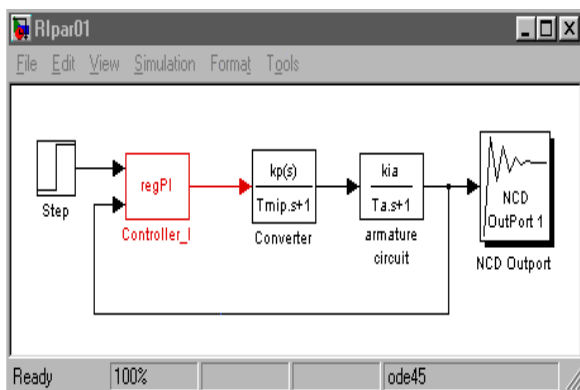 RIpar01
File Edit View Simulation Format Tools
Step
regPI
Controller_I
kp(s)
Tmip.s+1
Converter
kia
Ta.s+1
armature
circuit
NCD
OutPort 1
NCD Outport
Ready 100% ode45